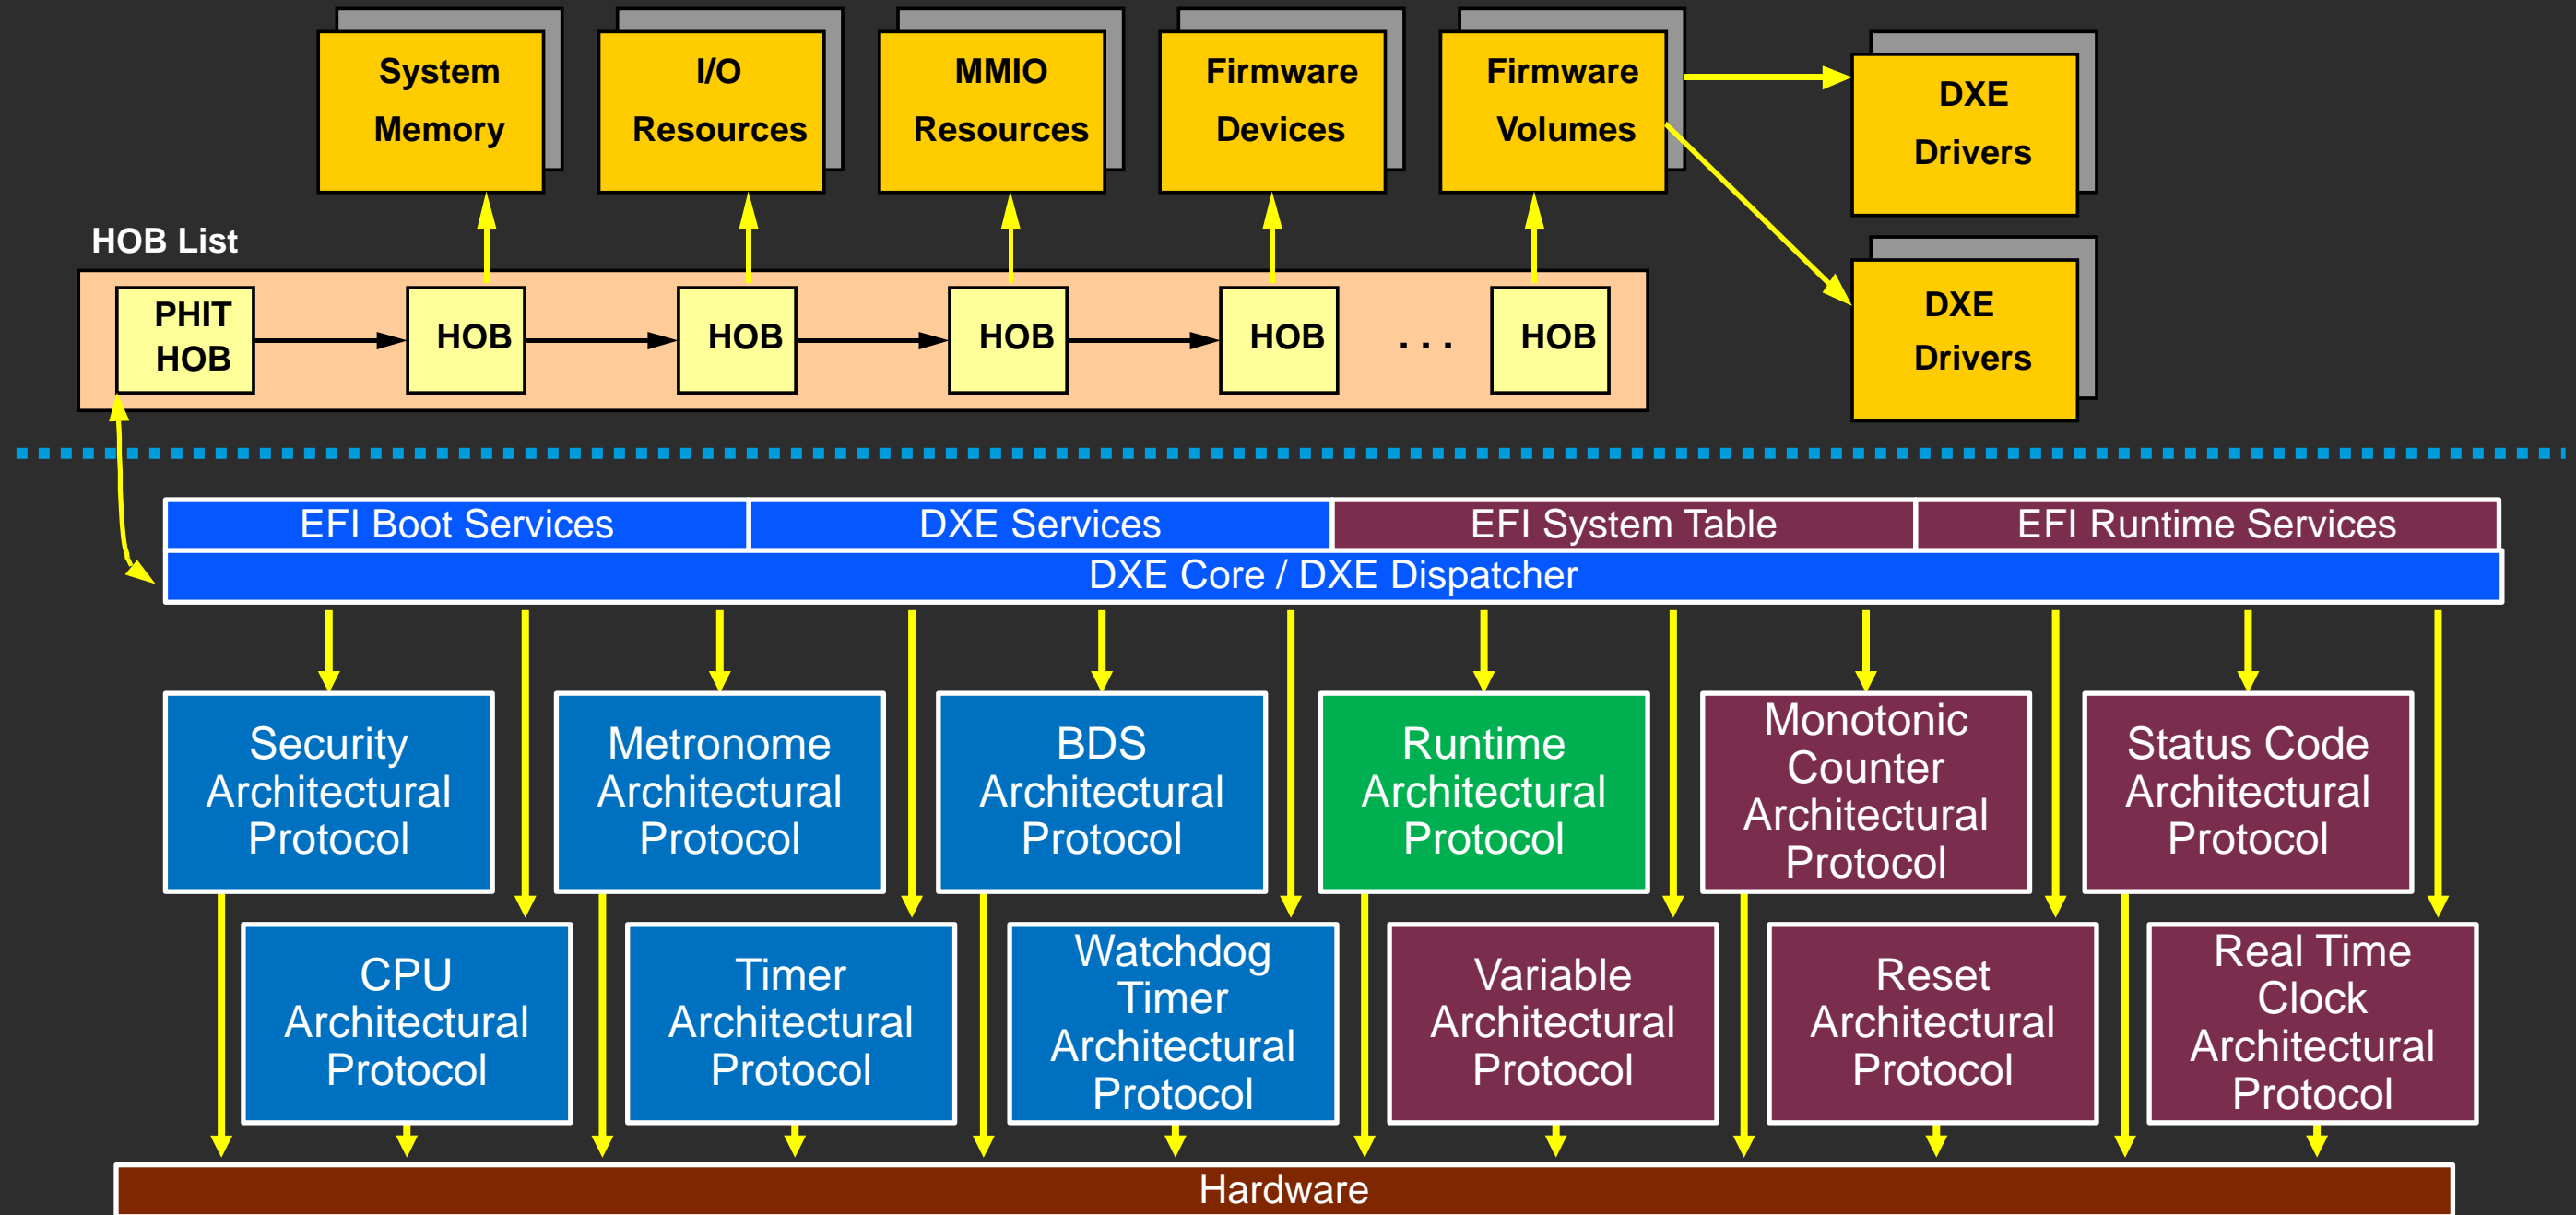 System
Memory
I/O
Resources
MMIO
Resources
Firmware
Devices
Firmware
Volumes
DXE
Drivers
HOB List
PHIT
HOB
HOB
HOB
HOB
HOB
. . .
HOB
DXE
Drivers
EFI Boot Services
DXE Services
EFI System Table
EFI Runtime Services
DXE Core / DXE Dispatcher
Security
Architectural
Protocol
Metronome
Architectural
Protocol
BDS
Architectural
Protocol
Runtime
Architectural
Protocol
Monotonic
Counter
Architectural
Protocol
Status Code
Architectural
Protocol
CPU
Architectural
Protocol
Timer
Architectural
Protocol
Watchdog
Timer
Architectural
Protocol
Variable
Architectural
Protocol
Reset
Architectural
Protocol
Real Time
Clock
Architectural
Protocol
Hardware